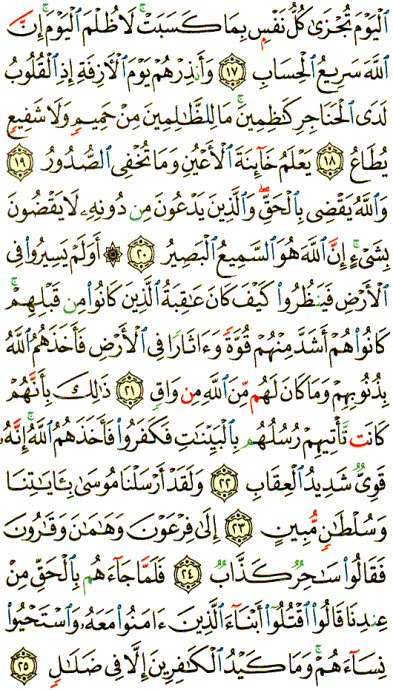 ٱلْيَوْمَ تُجْزَىٰ كُلُّ نَفْسٍۭ بِمَا كَسَبَتْ ۚ لَا ظُلْمَ ٱلْيَوْمَ ۚ إِنَّ
ٱللَّهَ سَرِيعُ ٱلْحِسَابِ ١٧ وَأَنذِرْهُمْ يَوْمَ ٱلْـَٔازِفَةِ إِذِ ٱلْقُلُوبُ
لَدَى ٱلْحَنَاجِرِ كَـٰظِمِينَ ۚ مَا لِلظَّـٰلِمِينَ مِنْ حَمِيمٍ وَلَا شَفِيعٍ
يُطَاعُ ١٨ يَعْلَمُ خَآئِنَةَ ٱلْأَعْيُنِ وَمَا تُخْفِى ٱلصُّدُورُ ١٩
وَٱللَّهُ يَقْضِى بِٱلْحَقِّ ۖ وَٱلَّذِينَ يَدْعُونَ مِن دُونِهِۦ لَا يَقْضُونَ
بِشَىْءٍ ۗ إِنَّ ٱللَّهَ هُوَ ٱلسَّمِيعُ ٱلْبَصِيرُ ٢٠ ۞ أَوَلَمْ يَسِيرُوا۟ فِى
ٱلْأَرْضِ فَيَنظُرُوا۟ كَيْفَ كَانَ عَـٰقِبَةُ ٱلَّذِينَ كَانُوا۟ مِن قَبْلِهِمْ ۚ
كَانُوا۟ هُمْ أَشَدَّ مِنْهُمْ قُوَّةً وَءَاثَارًا فِى ٱلْأَرْضِ فَأَخَذَهُمُ ٱللَّهُ
بِذُنُوبِهِمْ وَمَا كَانَ لَهُم مِّنَ ٱللَّهِ مِن وَاقٍ ٢١ ذَٰلِكَ بِأَنَّهُمْ
كَانَت تَّأْتِيهِمْ رُسُلُهُم بِٱلْبَيِّنَـٰتِ فَكَفَرُوا۟ فَأَخَذَهُمُ ٱللَّهُ ۚ إِنَّهُۥ
قَوِىٌّ شَدِيدُ ٱلْعِقَابِ ٢٢ وَلَقَدْ أَرْسَلْنَا مُوسَىٰ بِـَٔايَـٰتِنَا
وَسُلْطَـٰنٍ مُّبِينٍ ٢٣ إِلَىٰ فِرْعَوْنَ وَهَـٰمَـٰنَ وَقَـٰرُونَ
فَقَالُوا۟ سَـٰحِرٌ كَذَّابٌ ٢٤ فَلَمَّا جَآءَهُم بِٱلْحَقِّ مِنْ
عِندِنَا قَالُوا۟ ٱقْتُلُوٓا۟ أَبْنَآءَ ٱلَّذِينَ ءَامَنُوا۟ مَعَهُۥ وَٱسْتَحْيُوا۟
نِسَآءَهُمْ ۚ وَمَا كَيْدُ ٱلْكَـٰفِرِينَ إِلَّا فِى ضَلَـٰلٍ ٢٥